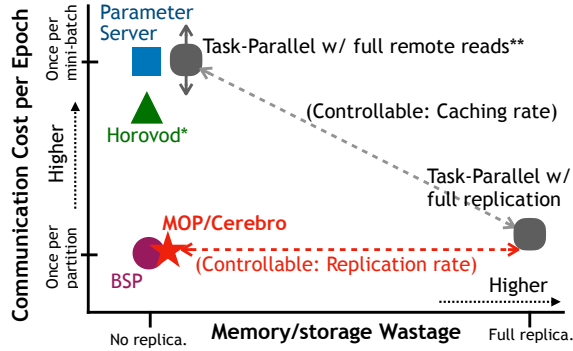 Parameter
Server
Task-Parallel w/ full remote reads**
Once per
mini-batch
Communication Cost per Epoch
Higher
(Controllable: Caching rate)
Horovod*
Task-Parallel w/
full replication
MOP/Cerebro
(Controllable: Replication rate)
BSP
Once per
partition
Higher
No replica.
Memory/storage Wastage
Full replica.